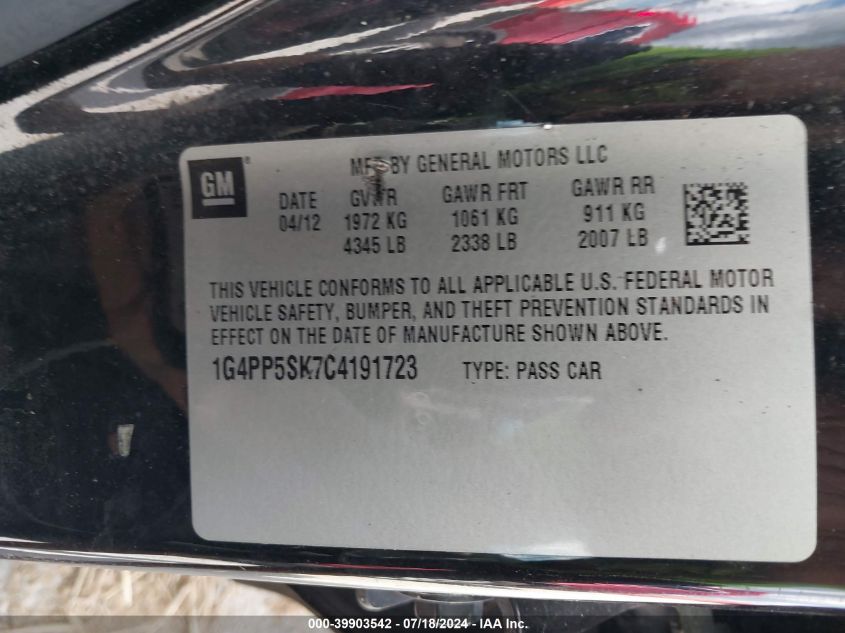 GM
®
MFD BY GENERAL MOTORS LLC
DATE GVWR GAWR FRT GAWR RR
04/12 1972 KG 1061 KG 911 KG
4345 LB 2338 LB 2007 LB
THIS VEHICLE CONFORMS TO ALL APPLICABLE U.S. FEDERAL MOTOR
VEHICLE SAFETY, BUMPER, AND THEFT PREVENTION STANDARDS IN
EFFECT ON THE DATE OF MANUFACTURE SHOWN ABOVE.
1G4PP5SK7C4191723 TYPE: PASS CAR
000-39903542 - 07/18/2024 - IAA, Inc.